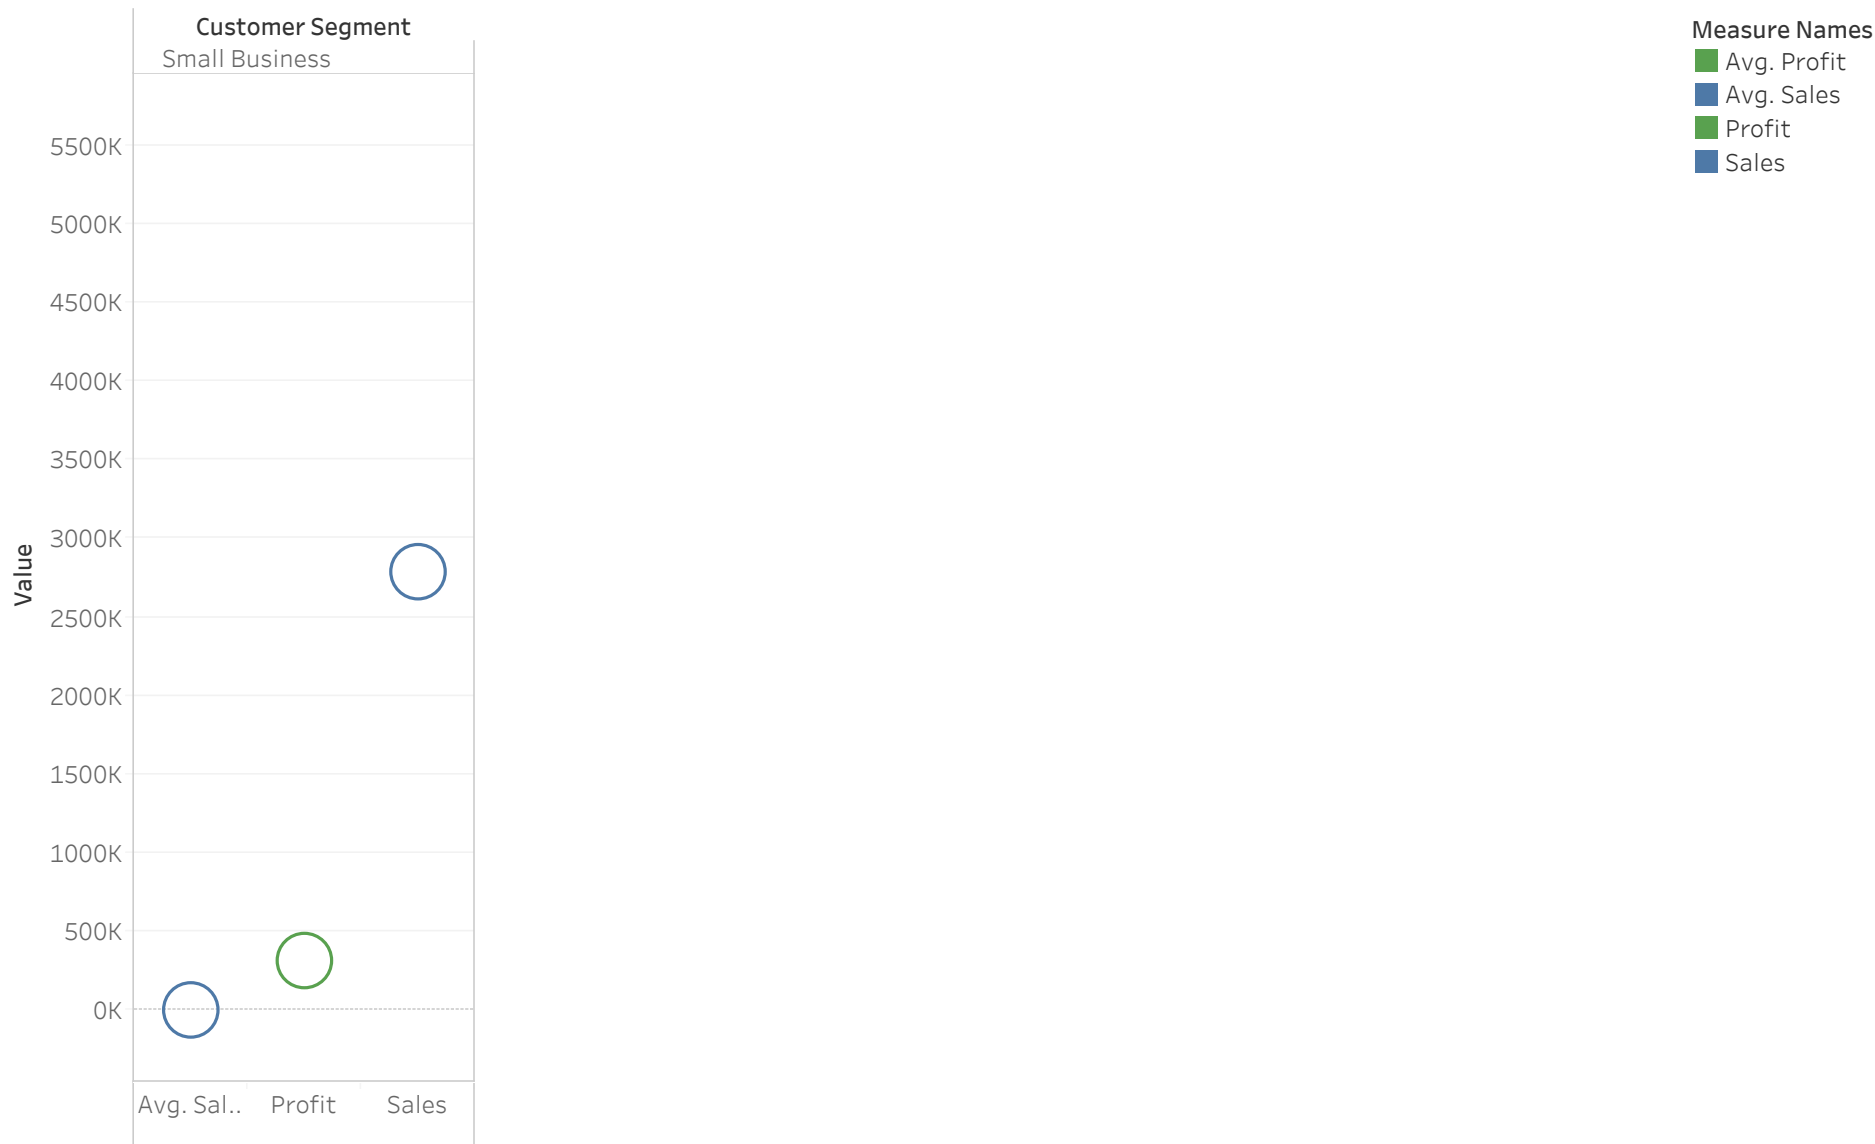 Customer Segment
Small Business
Measure Names
Avg. Profit
Avg. Sales
Profit
Sales
5500K
5000K
4500K
4000K
3500K
3000K
2500K
2000K
1500K
1000K
500K
0K
Value
Avg. Sal.. Profit Sales